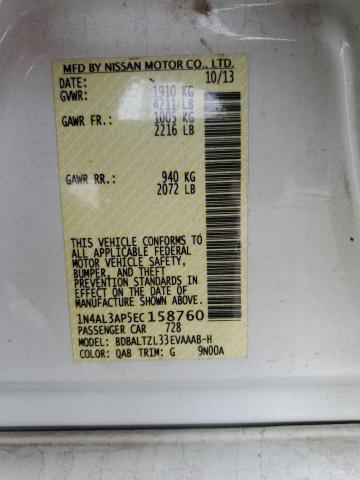 MFD BY NISSAN MOTOR CO., LTD.
DATE: 10/13
GVWR: 1910 KG
4211 LB
GAWR FR.: 1005 KG
2216 LB
GAWR RR.: 940 KG
2072 LB
THIS VEHICLE CONFORMS TO
ALL APPLICABLE FEDERAL
MOTOR VEHICLE SAFETY,
BUMPER, AND THEFT
PREVENTION STANDARDS IN
EFFECT ON THE DATE OF
MANUFACTURE SHOWN ABOVE.
1N4AL3AP5EC158760
PASSENGER CAR 728
MODEL: BDBALTZL33EVAAAB-H
COLOR: QAB TRIM: G 9N00A